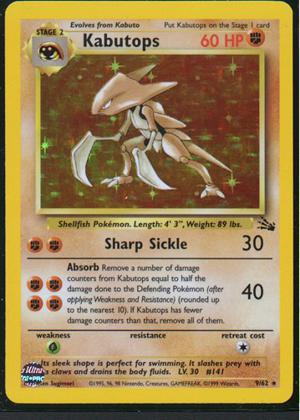 Evolves from Kabuto
Put Kabutops on the Stage 1 card
STAGE 2
Kabutops
60 HP
Shellfish Pokémon. Length: 4' 3", Weight: 89 lbs.
Sharp Sickle 30
Absorb Remove a number of damage
counters from Kabutops equal to half the
damage done to the Defending Pokémon (after
applying Weakness and Resistance) (rounded up
to the nearest 10). If Kabutops has fewer
damage counters than that, remove all of them.
40
weakness
resistance
retreat cost
Its sleek shape is perfect for swimming. It slashes prey with
its claws and drains the body fluids. LV. 30 #141
Ultra
PRO
©1995, 96, 98 Nintendo, Creatures, GAMEFREAK. ©1999 Wizards.
9/62